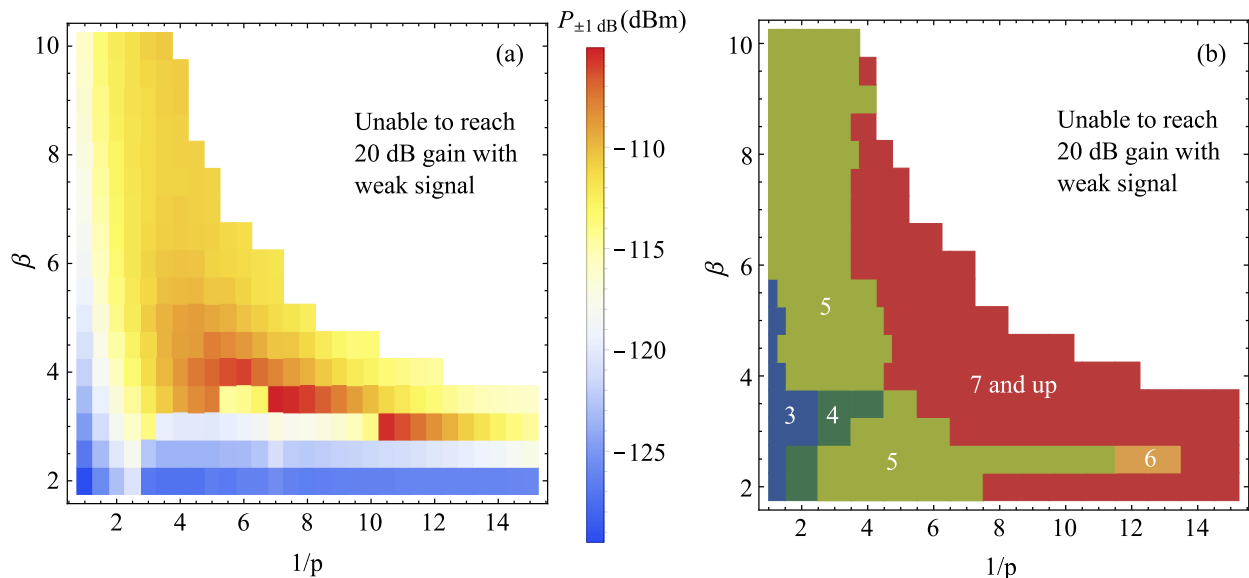 P±1 dB(dBm)
(a)
Unable to reach
20 dB gain with
weak signal
β
10
8
6
4
2
2 4 6 8 10 12 14
1/p
−110
−115
−120
−125
(b)
Unable to reach
20 dB gain with
weak signal
β
10
8
6
4
2
5
7 and up
3 4
5 6
2 4 6 8 10 12 14
1/p